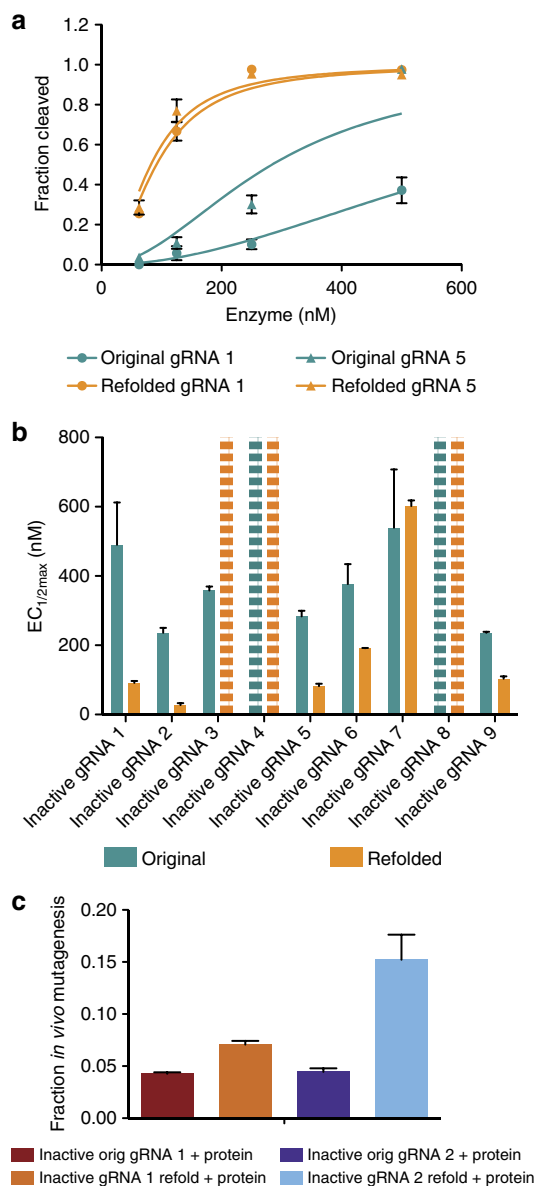 a
Fraction cleaved
1.2
1.0
0.8
0.6
0.4
0.2
0.0
0
200
400
600
Enzyme (nM)
Original gRNA 1
Original gRNA 5
Refolded gRNA 1
Refolded gRNA 5
b
EC1/2max (nM)
800
600
400
200
0
Inactive gRNA 1
Inactive gRNA 2
Inactive gRNA 3
Inactive gRNA 4
Inactive gRNA 5
Inactive gRNA 6
Inactive gRNA 7
Inactive gRNA 8
Inactive gRNA 9
Original
Refolded
c
Fraction in vivo mutagenesis
0.20
0.15
0.10
0.05
0.00
Inactive orig gRNA 1 + protein
Inactive orig gRNA 2 + protein
Inactive gRNA 1 refold + protein
Inactive gRNA 2 refold + protein